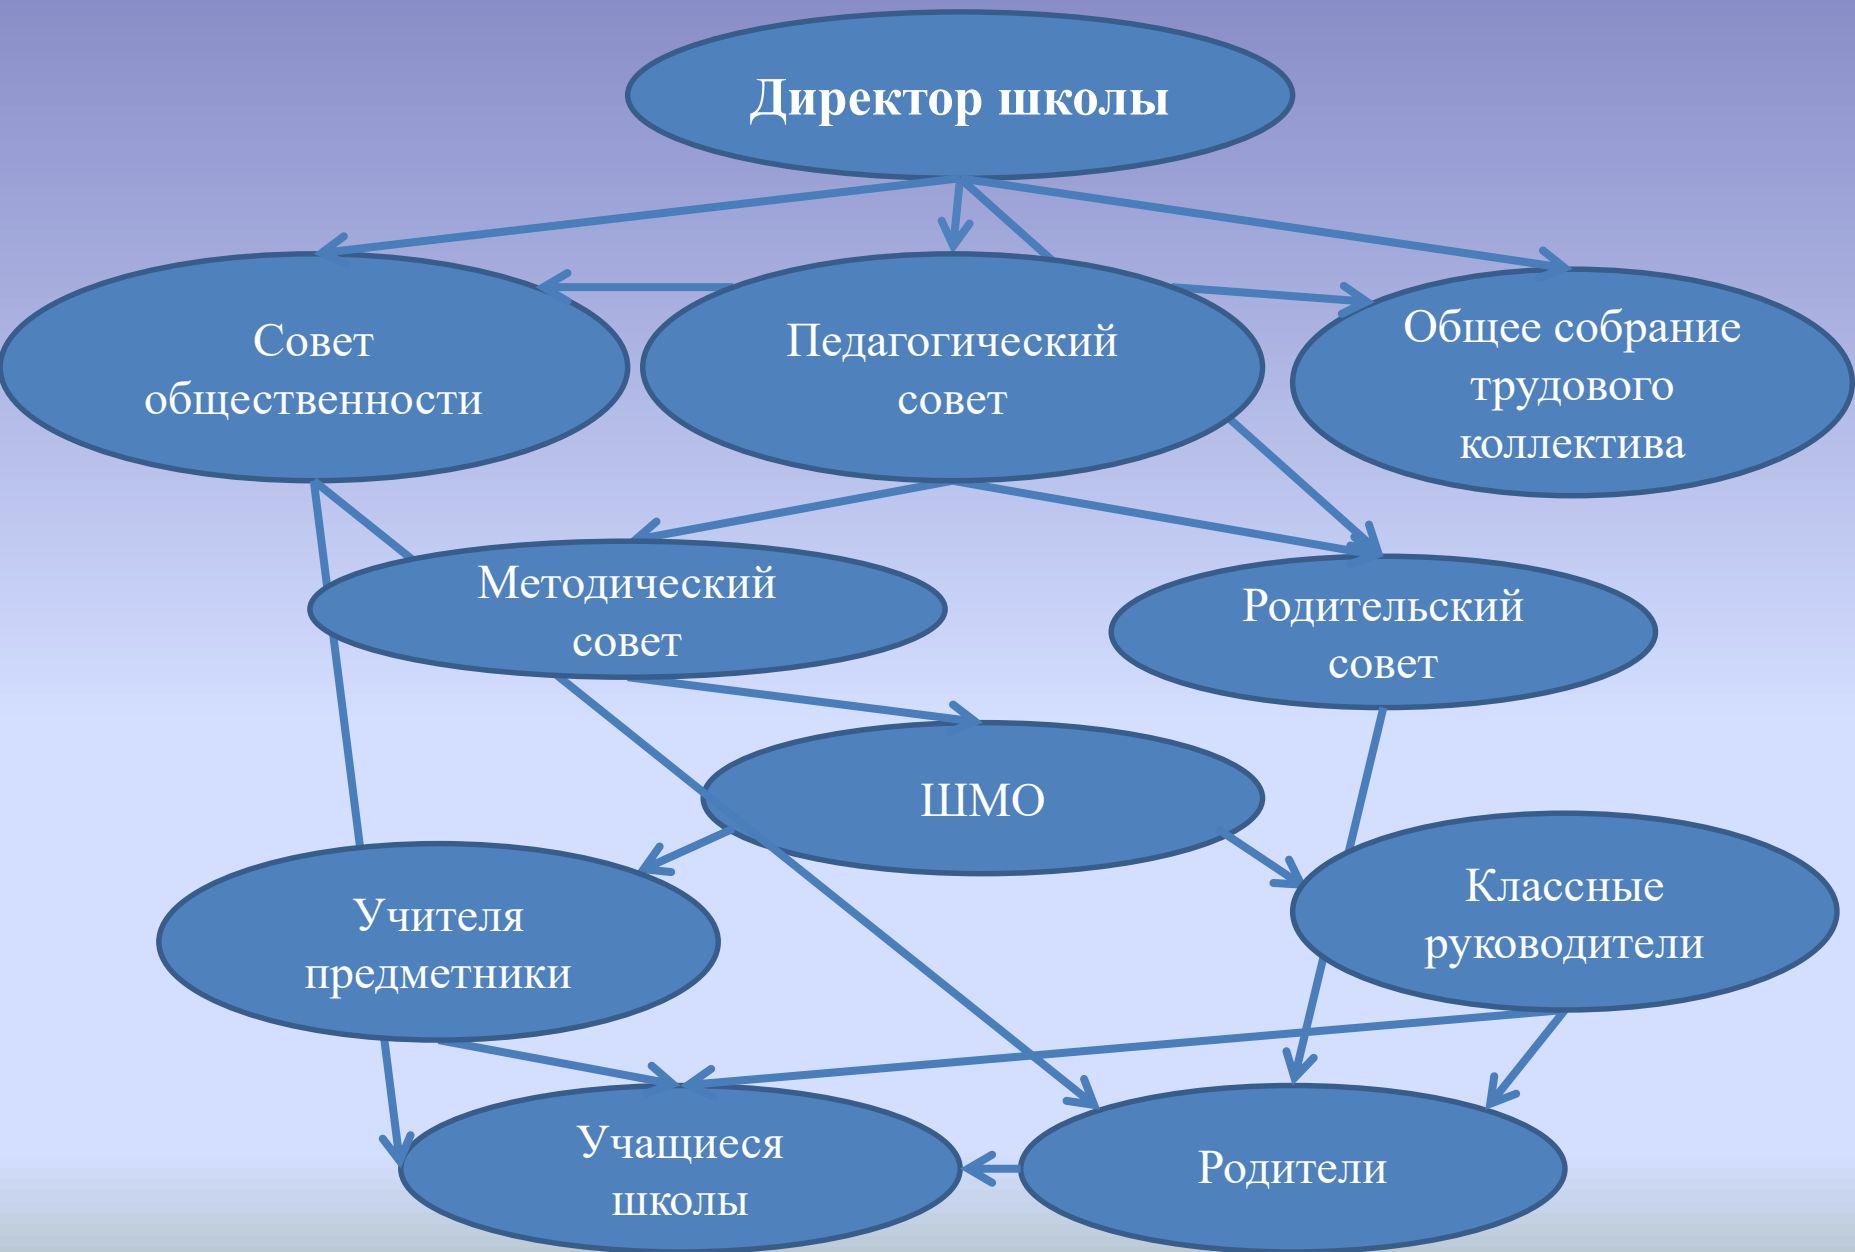 Директор школы
Совет
общественности
Педагогический
совет
Общее собрание
трудового
коллектива
Методический
совет
Родительский
совет
ШМО
Учителя
предметники
Классные
руководители
Учащиеся
школы
Родители